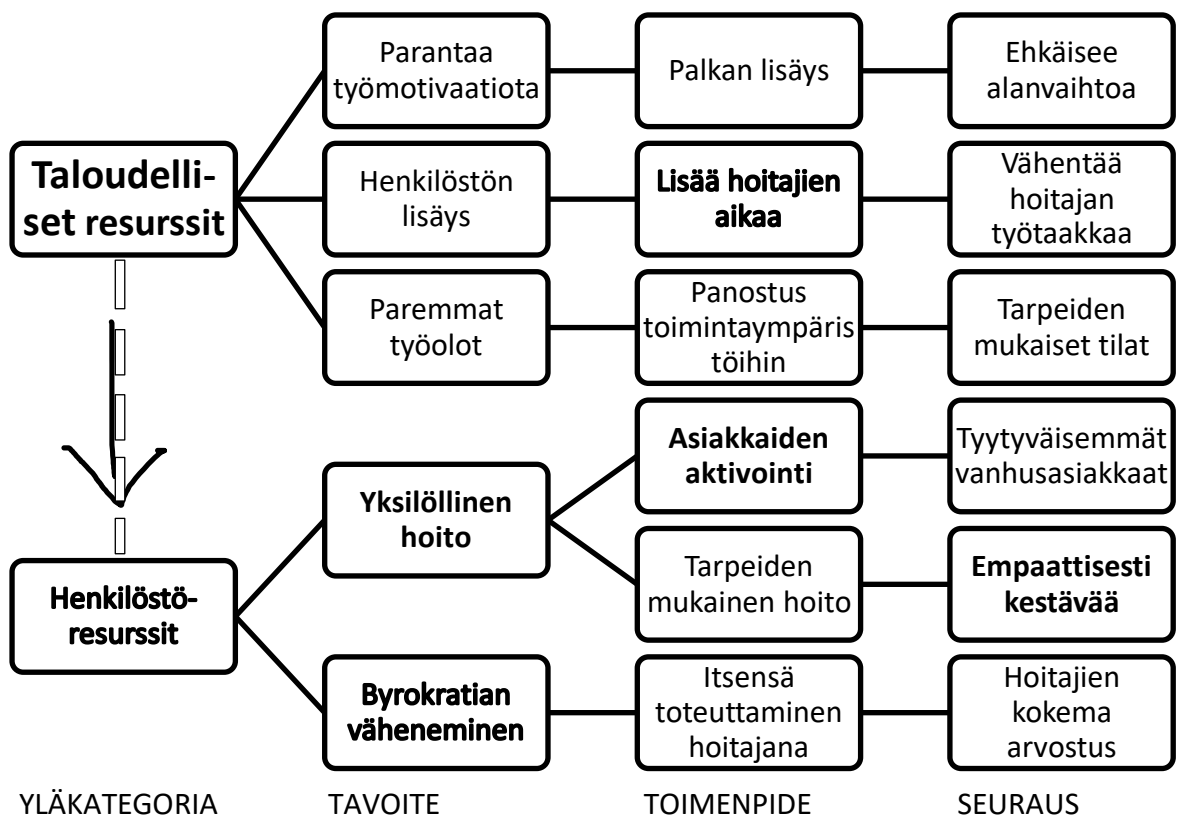 Parantaa
työmotivaatiota
Palkan lisäys
Ehkäisee
alanvaihtoa
Taloudelli-
set resurssit
Henkilöstön
lisäys
Lisää hoitajien
aikaa
Vähentää
hoitajan
työtaakkaa
Paremmat
työolot
Panostus
toimintaympäris
töihin
Tarpeiden
mukaiset tilat
Henkilöstö-
resurssit
Yksilöllinen
hoito
Asiakkaiden
aktivointi
Tyytyväisemmät
vanhusasiakkaat
Tarpeiden
mukainen hoito
Empaattisesti
kestävää
Byrokratian
väheneminen
Itsensä
toteuttaminen
hoitajana
Hoitajien
kokema
arvostus
YLÄKATEGORIA
TAVOITE
TOIMENPIDE
SEURAUS